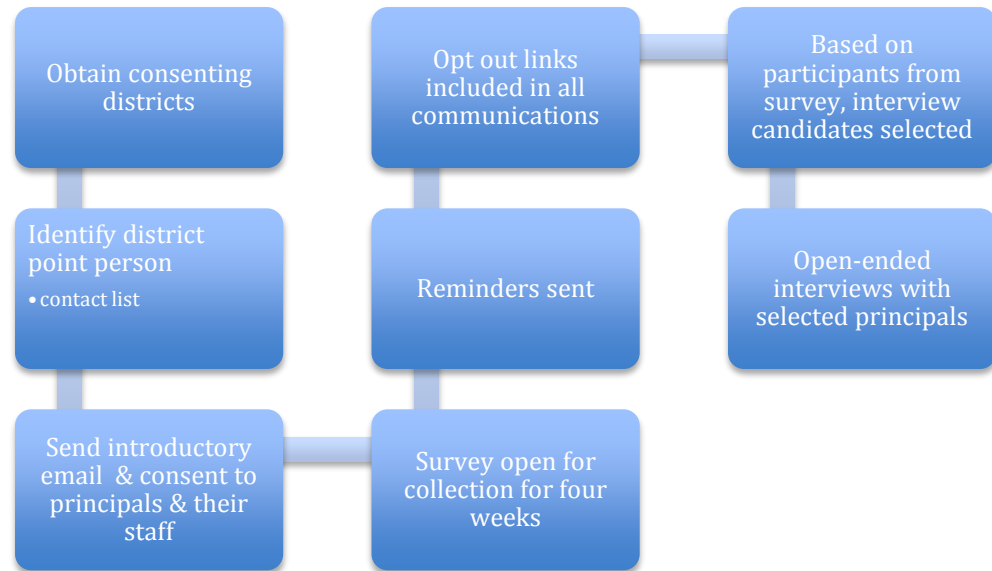 Obtain consenting
districts
Identify district
point person
• contact list
Send introductory
email & consent to
principals & their
staff
Survey open for
collection for four
weeks
Reminders sent
Opt out links
included in all
communications
Based on
participants from
survey, interview
candidates selected
Open-ended
interviews with
selected principals